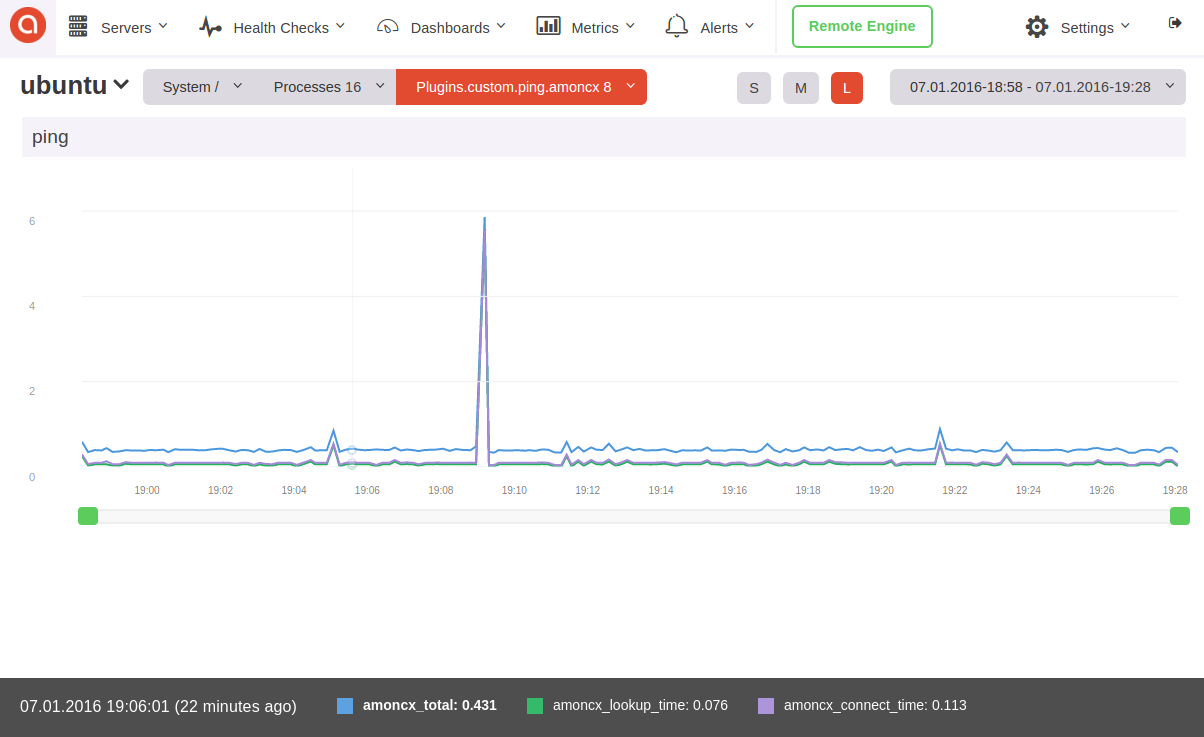 Servers Health Checks Dashboards Metrics Alerts Remote Engine Settings
ubuntu System / Processes 16 Plugins.custom.ping.amoncx 8 S M L 07.01.2016-18:58 - 07.01.2016-19:28
ping
6
4
2
0
19:00 19:02 19:04 19:06 19:08 19:10 19:12 19:14 19:16 19:18 19:20 19:22 19:24 19:26 19:28
07.01.2016 19:06:01 (22 minutes ago) amoncx_total: 0.431 amoncx_lookup_time: 0.076 amoncx_connect_time: 0.113